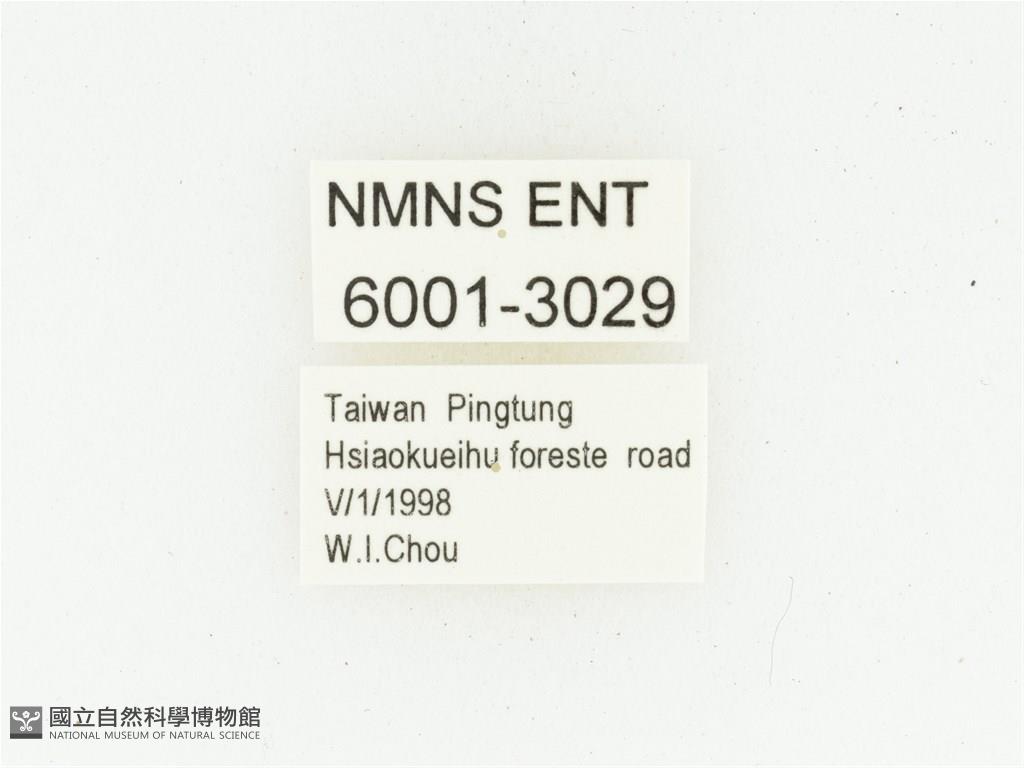 NMNS ENT
6001-3029
Taiwan Pingtung
Hsiaokueihu foreste road
V/1/1998
W.I.Chou
國立自然科學博物館
NATIONAL MUSEUM OF NATURAL SCIENCE